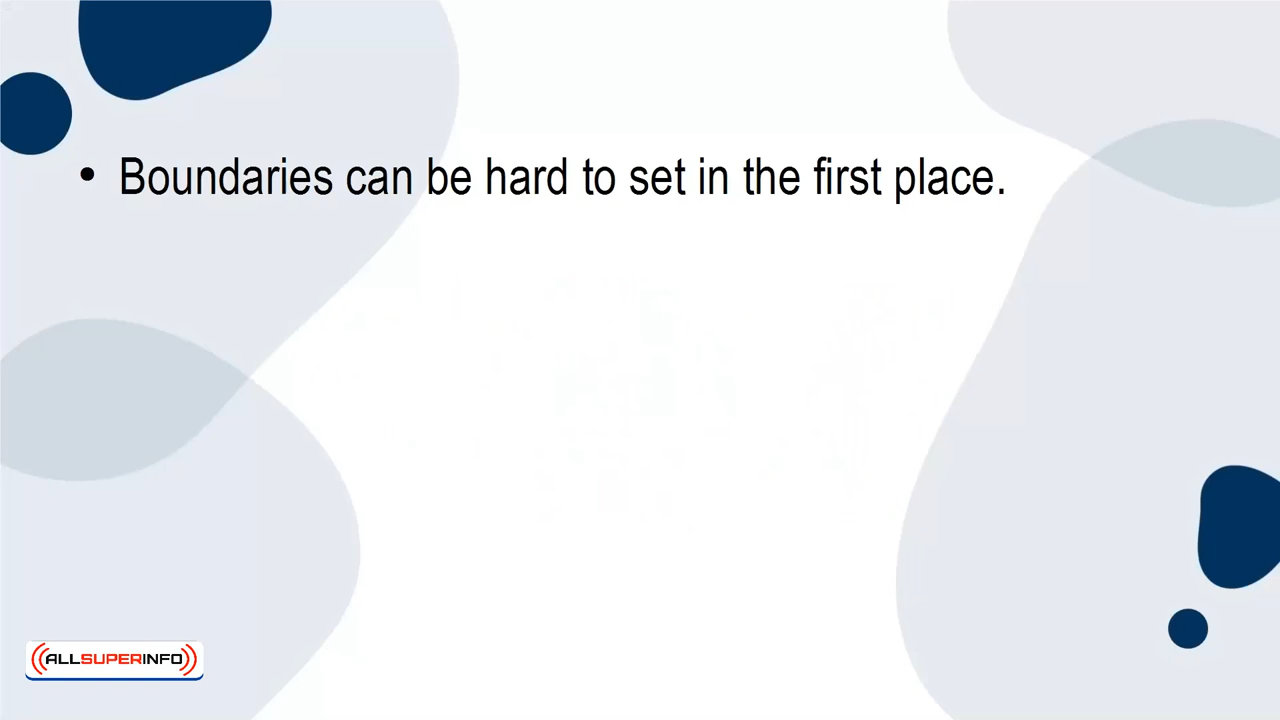 • Boundaries can be hard to set in the first place.
ALLSUPERINFO